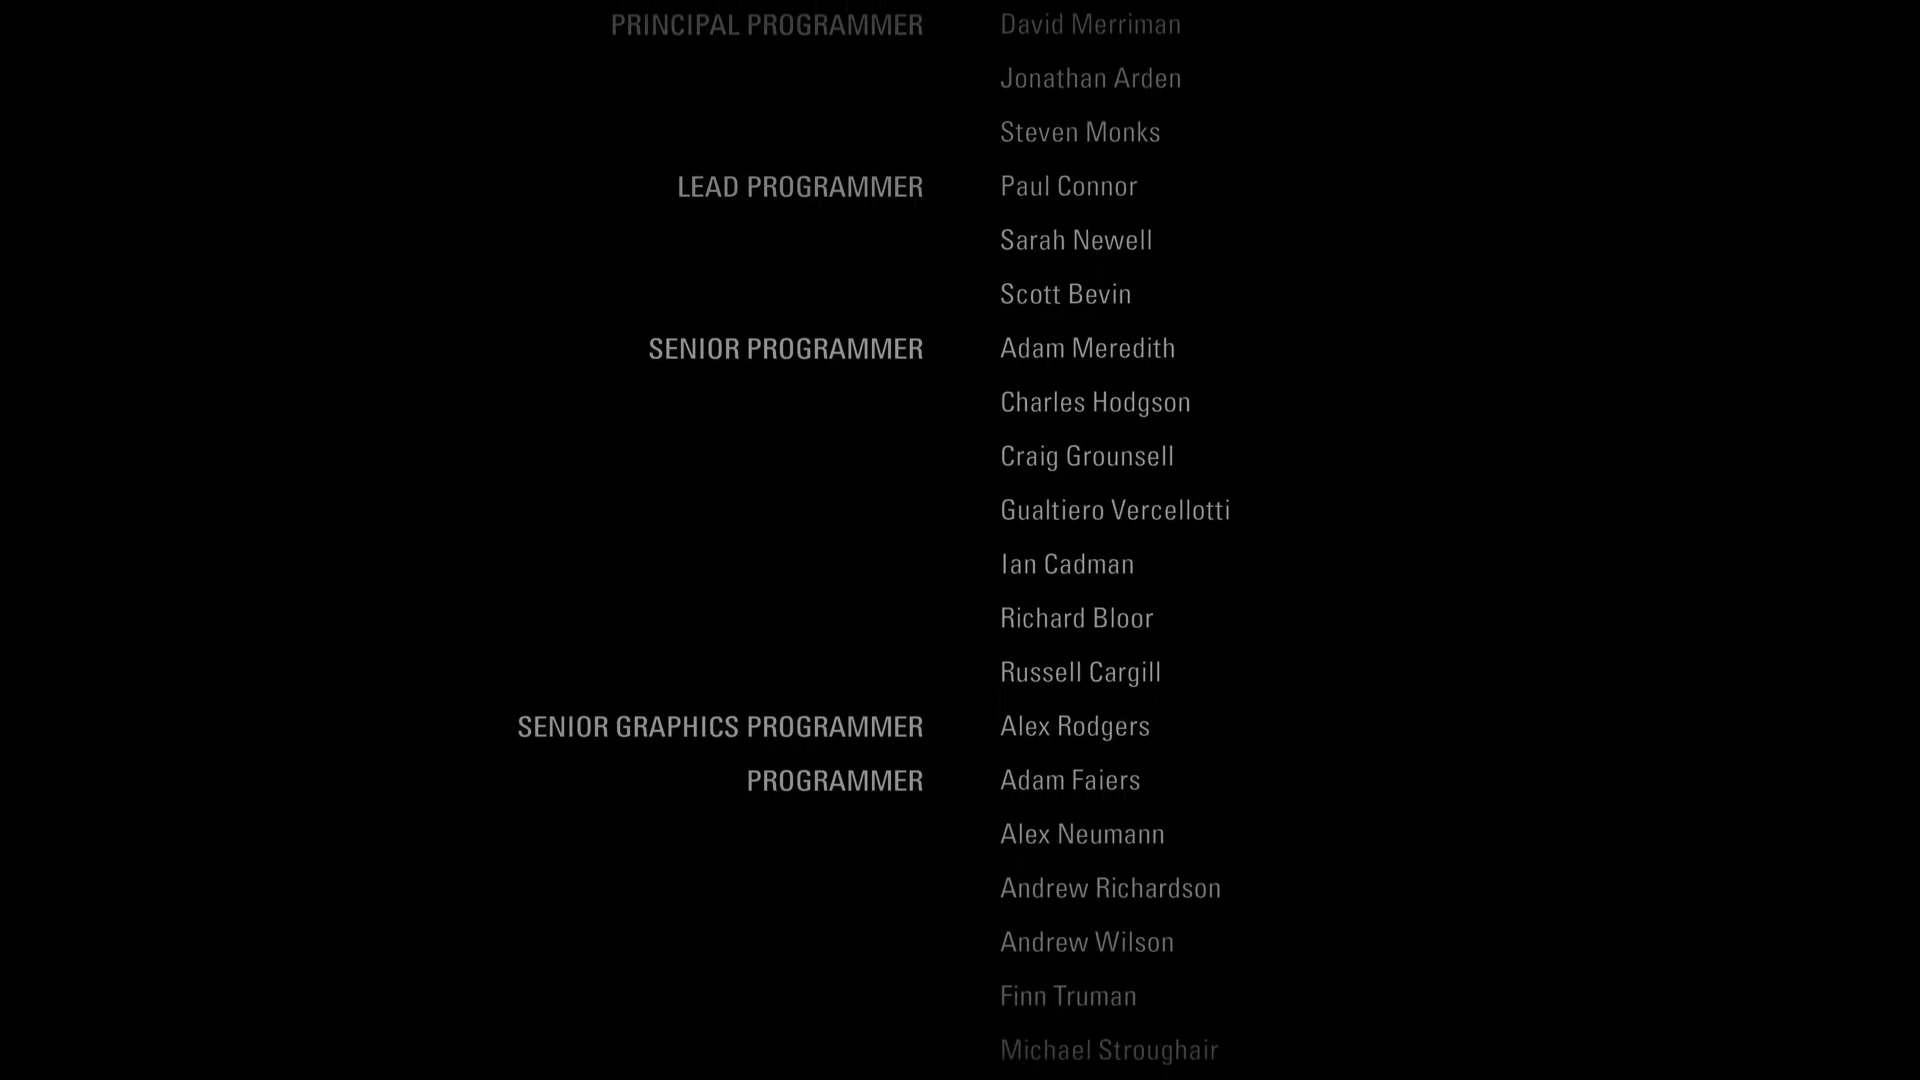 PRINCIPAL PROGRAMMER David Merriman
Jonathan Arden
Steven Monks
LEAD PROGRAMMER Paul Connor
Sarah Newell
Scott Bevin
SENIOR PROGRAMMER Adam Meredith
Charles Hodgson
Craig Grounsell
Gualtiero Vercellotti
Ian Cadman
Richard Bloor
Russell Cargill
SENIOR GRAPHICS PROGRAMMER Alex Rodgers
PROGRAMMER Adam Faiers
Alex Neumann
Andrew Richardson
Andrew Wilson
Finn Truman
Michael Stroughair